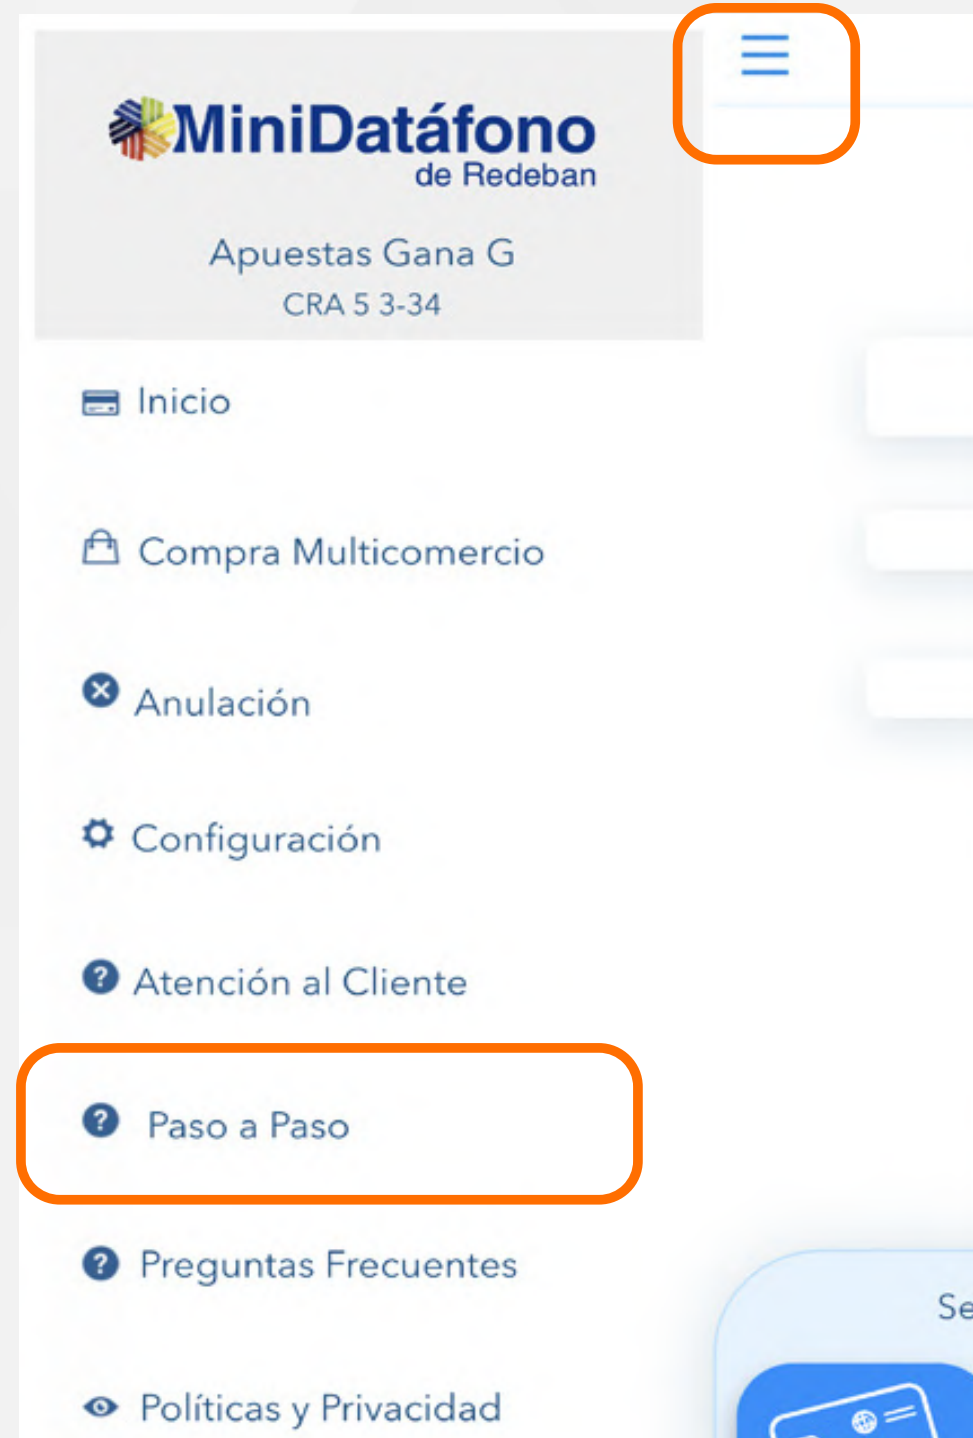 MiniDatáfono
de Redeban
Apuestas Gana G
CRA 5 3-34
Inicio
Compra Multicomercio
Anulación
Configuración
Atención al Cliente
Paso a Paso
Preguntas Frecuentes
Se
Políticas y Privacidad